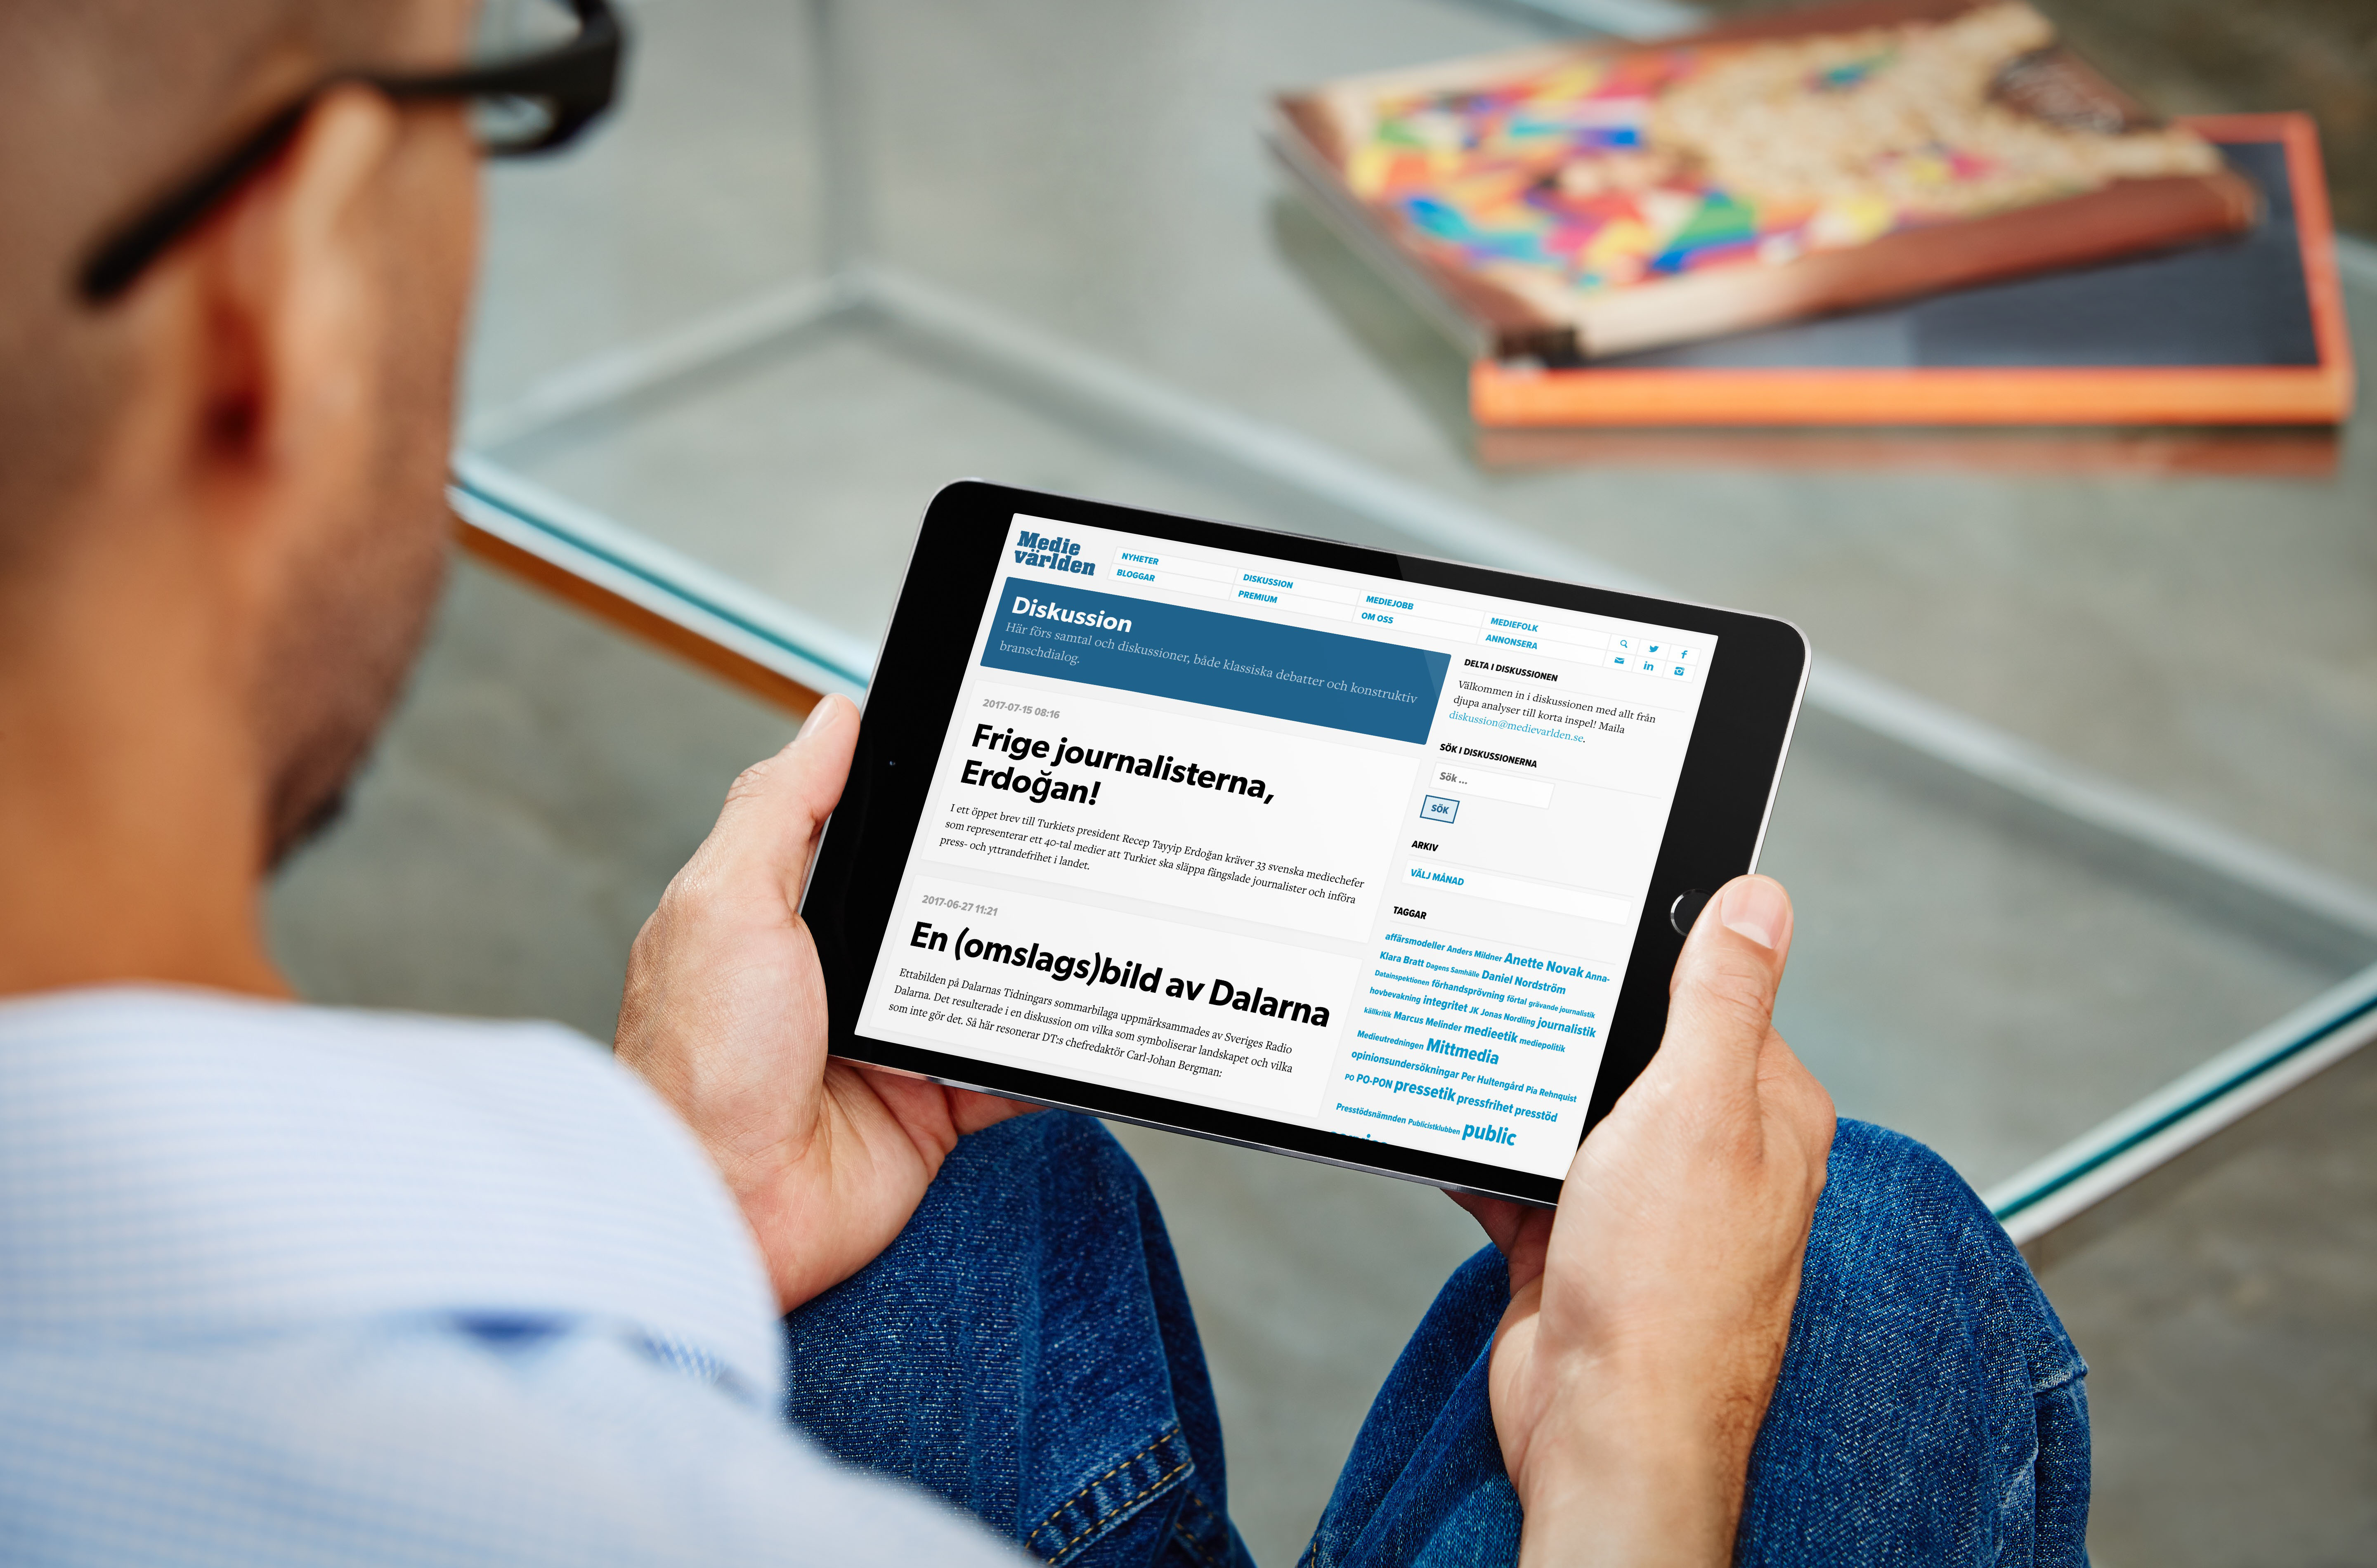 Medie
världen
NYHETER
DISKUSSION
MEDIEJOBB
MEDIEFOLK
BLOGGAR
PREMIUM
OM OSS
ANNONSERA
Diskussion
Här förs samtal och diskussioner, både klassiska debatter och konstruktiv
branschdialog.
2017-07-15 08:16
Frige journalisterna,
Erdoğan!
I ett öppet brev till Turkiets president Recep Tayyip Erdoğan kräver 33 svenska mediechefer
som representerar ett 40-tal medier att Turkiet ska släppa fängslade journalister och införa
press- och yttrandefrihet i landet.
2017-06-27 11:21
En (omslags)bild av Dalarna
Ettabilden på Dalarnas Tidningars sommarbilaga uppmärksammades av Sveriges Radio
Dalarna. Det resulterade i en diskussion om vilka som symboliserar landskapet och vilka
som inte gör det. Så här resonerar DT:s chefredaktör Carl-Johan Bergman:
DELTA I DISKUSSIONEN
Välkommen in i diskussionen med allt från
djupa analyser till korta inspel! Maila
diskussion@medievarlden.se.
SÖK I DISKUSSIONERNA
Sök ...
SÖK
ARKIV
VÄLJ MÅNAD
TAGGAR
affärsmodeller Anders Mildner Anette Novak Anna-
Klara Bratt Dagens Samhälle Daniel Nordström
Datainspektionen förhandsprövning förtal grävande journalistik
hovbevakning integritet JK Jonas Nordling journalistik
källkritik Marcus Melinder medieetik mediepolitik
Medieutredningen Mittmedia
opinionsundersökningar Per Hultengård Pia Rehnquist
PO PO-PON pressetik pressfrihet presstöd
Presstödsnämnden Publicistklubben public